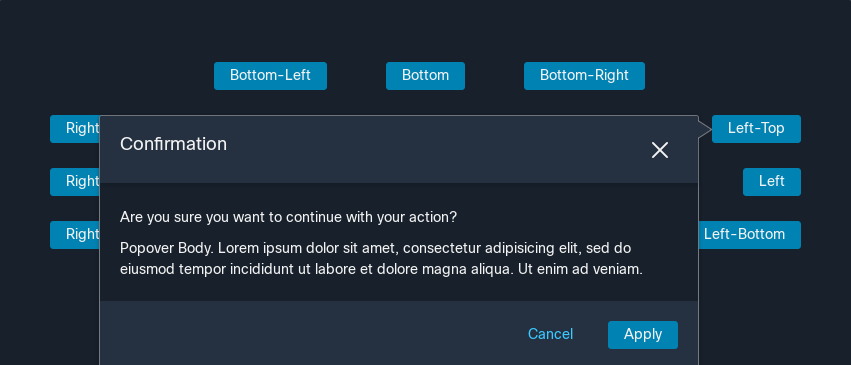 Bottom-Left Bottom Bottom-Right
Right Left-Top
Confirmation
Right Left
Are you sure you want to continue with your action?
Right Left-Bottom
Popover Body. Lorem ipsum dolor sit amet, consectetur adipisicing elit, sed do
eiusmod tempor incididunt ut labore et dolore magna aliqua. Ut enim ad veniam.
Cancel Apply